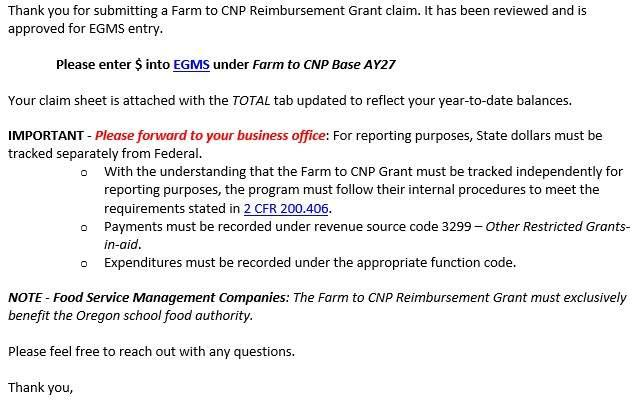 Thank you for submitting a Farm to CNP Reimbursement Grant claim. It has been reviewed and is
approved for EGMS entry.
Please enter $ into EGMS under Farm to CNP Base AY27
Your claim sheet is attached with the TOTAL tab updated to reflect your year-to-date balances.
IMPORTANT - Please forward to your business office: For reporting purposes, State dollars must be
tracked separately from Federal.
o With the understanding that the Farm to CNP Grant must be tracked independently for
reporting purposes, the program must follow their internal procedures to meet the
requirements stated in 2 CFR 200.406.
o Payments must be recorded under revenue source code 3299 – Other Restricted Grants-
in-aid.
o Expenditures must be recorded under the appropriate function code.
NOTE - Food Service Management Companies: The Farm to CNP Reimbursement Grant must exclusively
benefit the Oregon school food authority.
Please feel free to reach out with any questions.
Thank you,